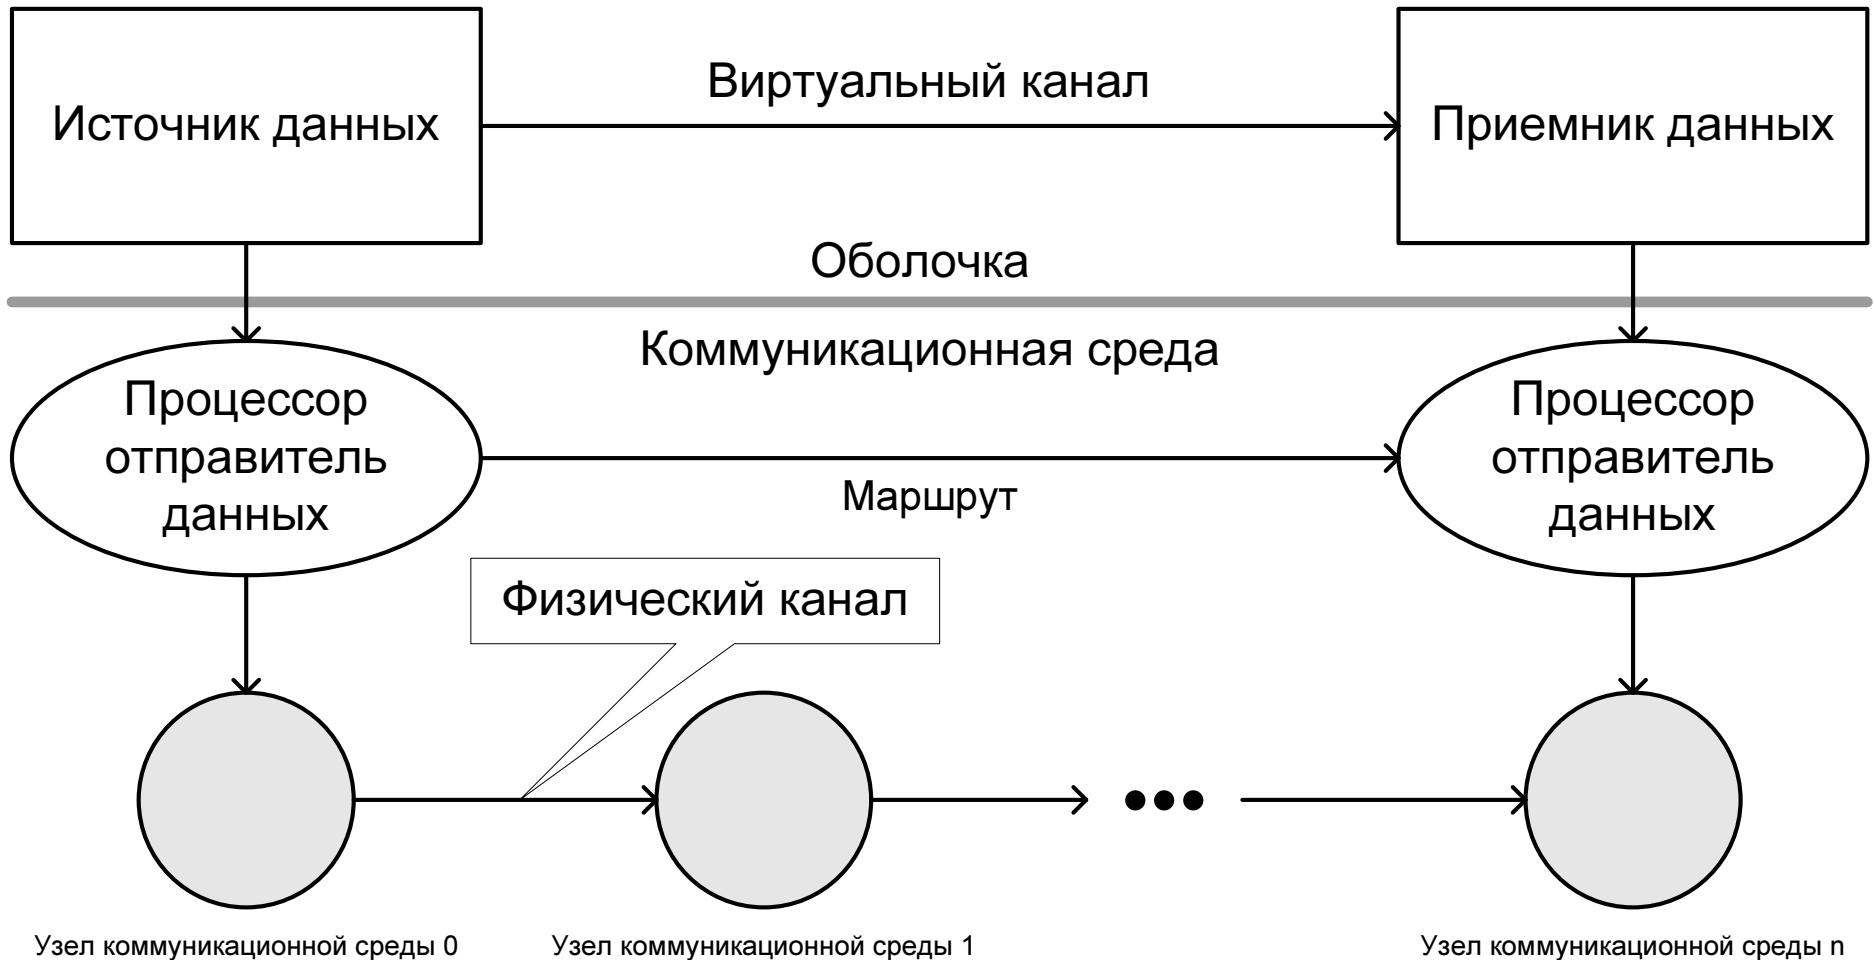 Виртуальный канал
Источник данных
Приемник данных
Оболочка
Коммуникационная среда
Процессор
отправитель
данных
Процессор
отправитель
данных
Маршрут
Физический канал
Узел коммуникационной среды 0
Узел коммуникационной среды 1
Узел коммуникационной среды n